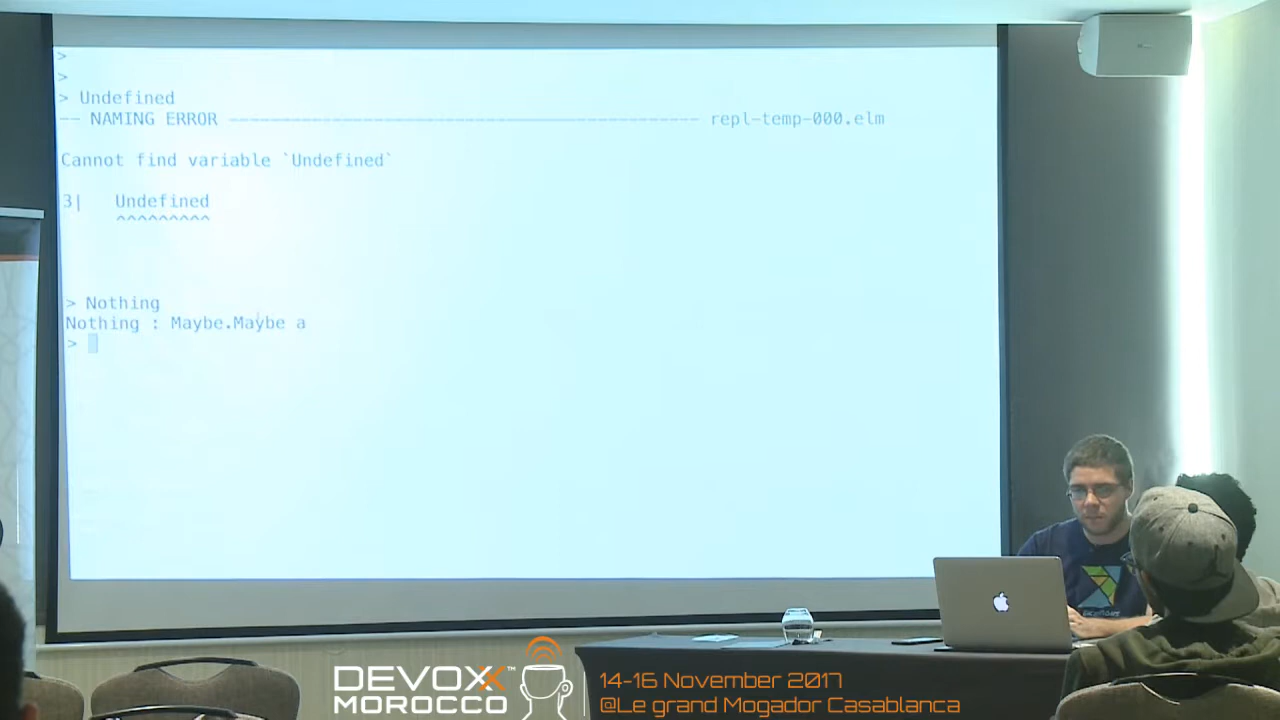 >
>
> Undefined
-- NAMING ERROR --------------------------------------------- repl-temp-000.elm
Cannot find variable `Undefined`
3|   Undefined
     ^^^^^^^^^
> Nothing
Nothing : Maybe.Maybe a
>
DEVOXX™
MOROCCO
14-16 November 2017
@Le grand Mogador Casablanca